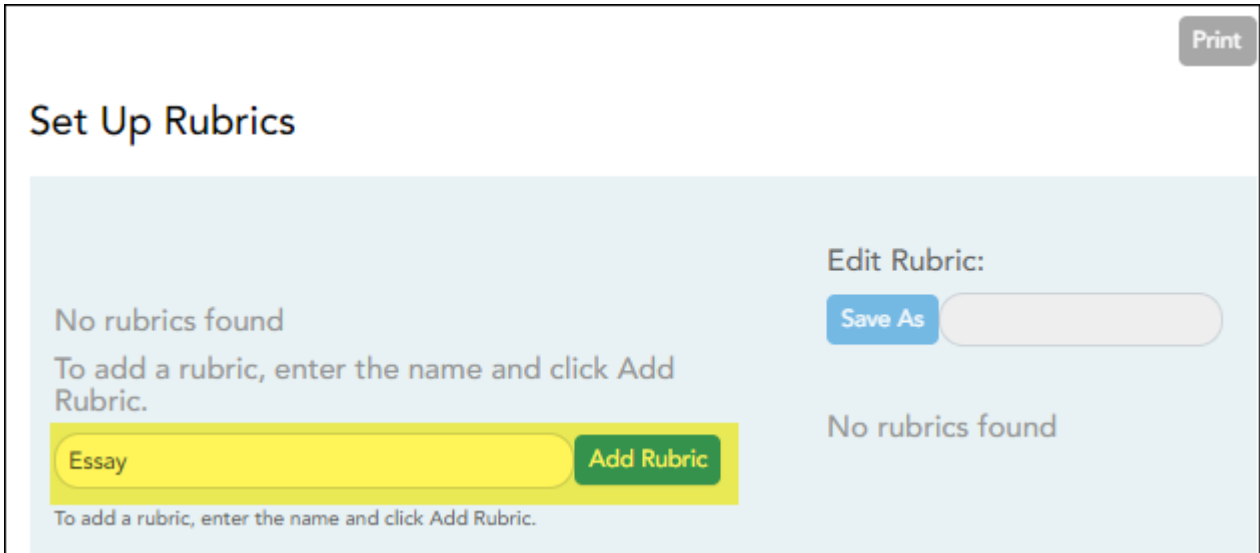 Print
Set Up Rubrics
No rubrics found
To add a rubric, enter the name and click Add
Rubric.
Essay
Add Rubric
To add a rubric, enter the name and click Add Rubric.
Edit Rubric:
Save As
No rubrics found